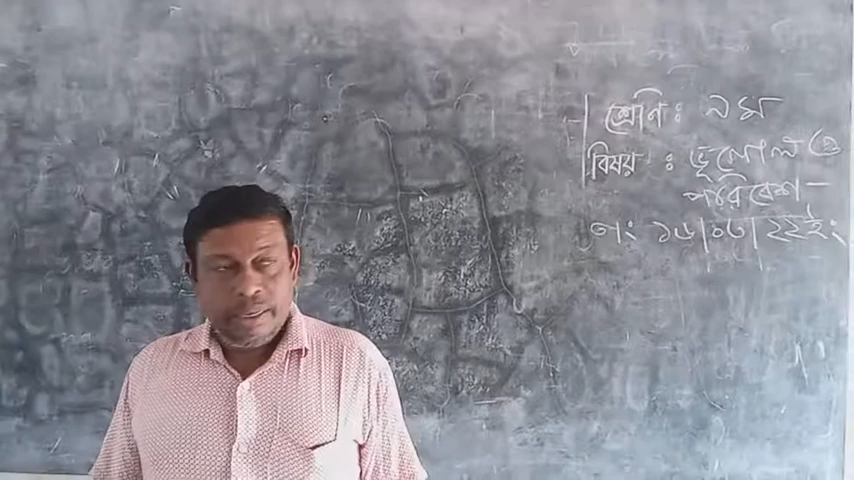 শ্রেণি : ৯ম
বিষয় : ভূগোল ও
পরিবেশ
তাং ১৬/০৩/২২ইং